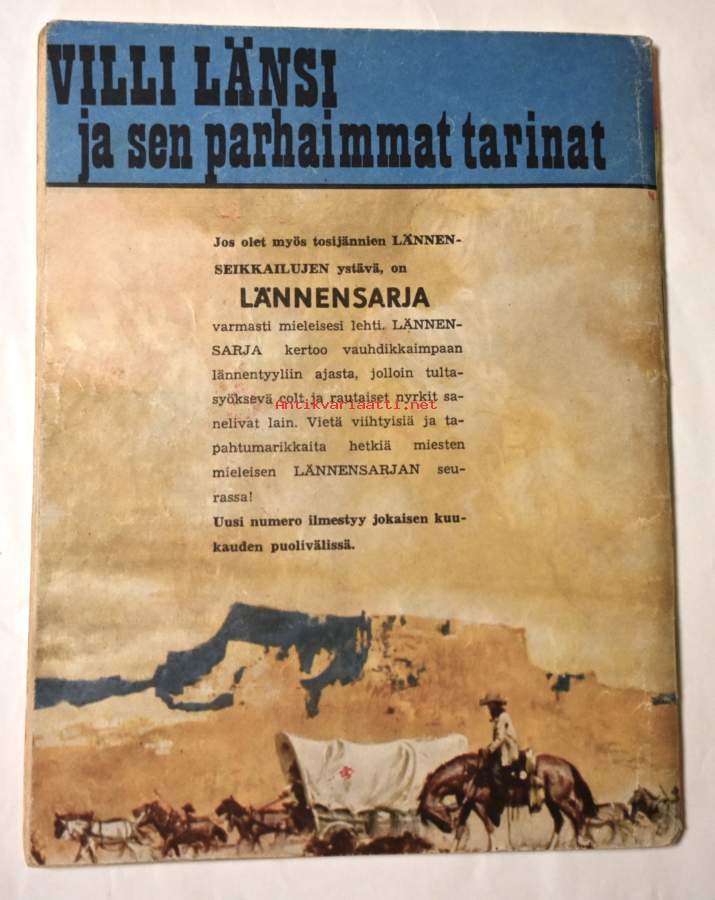 VILLI LÄNSI
ja sen parhaimmat tarinat
Jos olet myös tosijännien LÄNNEN-
SEIKKAILUJEN ystävä, on
LÄNNENSARJA
varmasti mieleisesi lehti. LÄNNEN-
SARJA kertoo vauhdikkaimpaan
lännentyyliin ajasta, jolloin tulta-
syöksevä colt ja rautaiset nyrkit sa-
Antikvariaatti.net
nelivat lain. Vietä viihtyisiä ja ta-
pahtumarikkaita hetkiä miesten
mieleisen LÄNNENSARJAN seu-
rassa!
Uusi numero ilmestyy jokaisen kuu-
kauden puolivälissä.